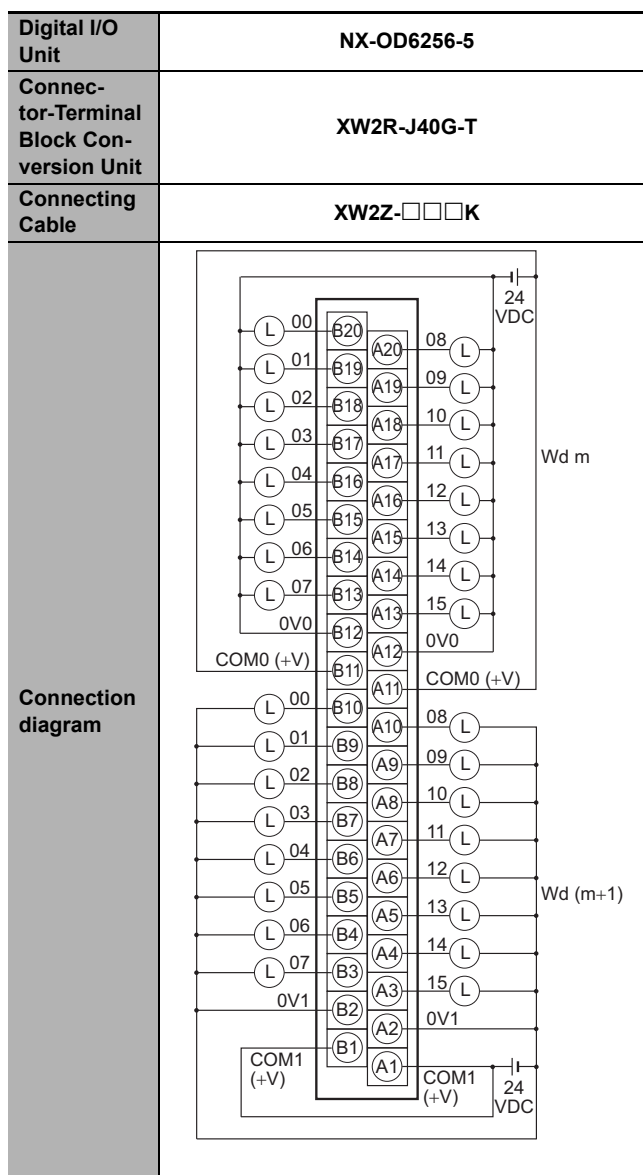 Digital I/O
Unit
NX-OD6256-5
Connec-
tor-Terminal
Block Con-
version Unit
XW2R-J40G-T
Connecting
Cable
XW2Z-□□□K
Connection
diagram
24
VDC
L 00 B20
A20 08 L
L 01 B19
A19 09 L
L 02 B18
A18 10 L
L 03 B17
A17 11 L
Wd m
L 04 B16
A16 12 L
L 05 B15
A15 13 L
L 06 B14
A14 14 L
L 07 B13
A13 15 L
0V0 B12
A12 0V0
COM0 (+V) B11
A11 COM0 (+V)
L 00 B10
A10 08 L
L 01 B9
A9 09 L
L 02 B8
A8 10 L
L 03 B7
A7 11 L
L 04 B6
A6 12 L
Wd (m+1)
L 05 B5
A5 13 L
L 06 B4
A4 14 L
L 07 B3
A3 15 L
0V1 B2
A2 0V1
B1
COM1
(+V)
A1
COM1
(+V)
24
VDC